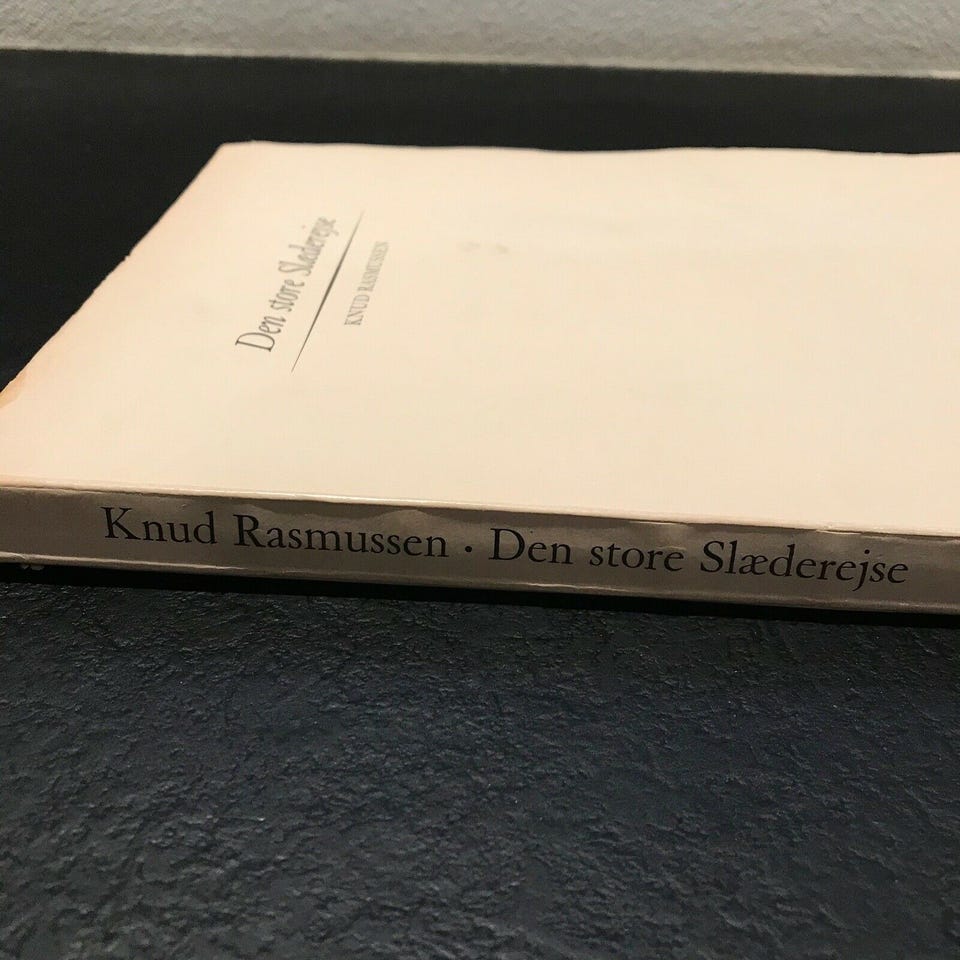 Den store Slæderejse
KNUD RASMUSSEN
Knud Rasmussen · Den store Slæderejse